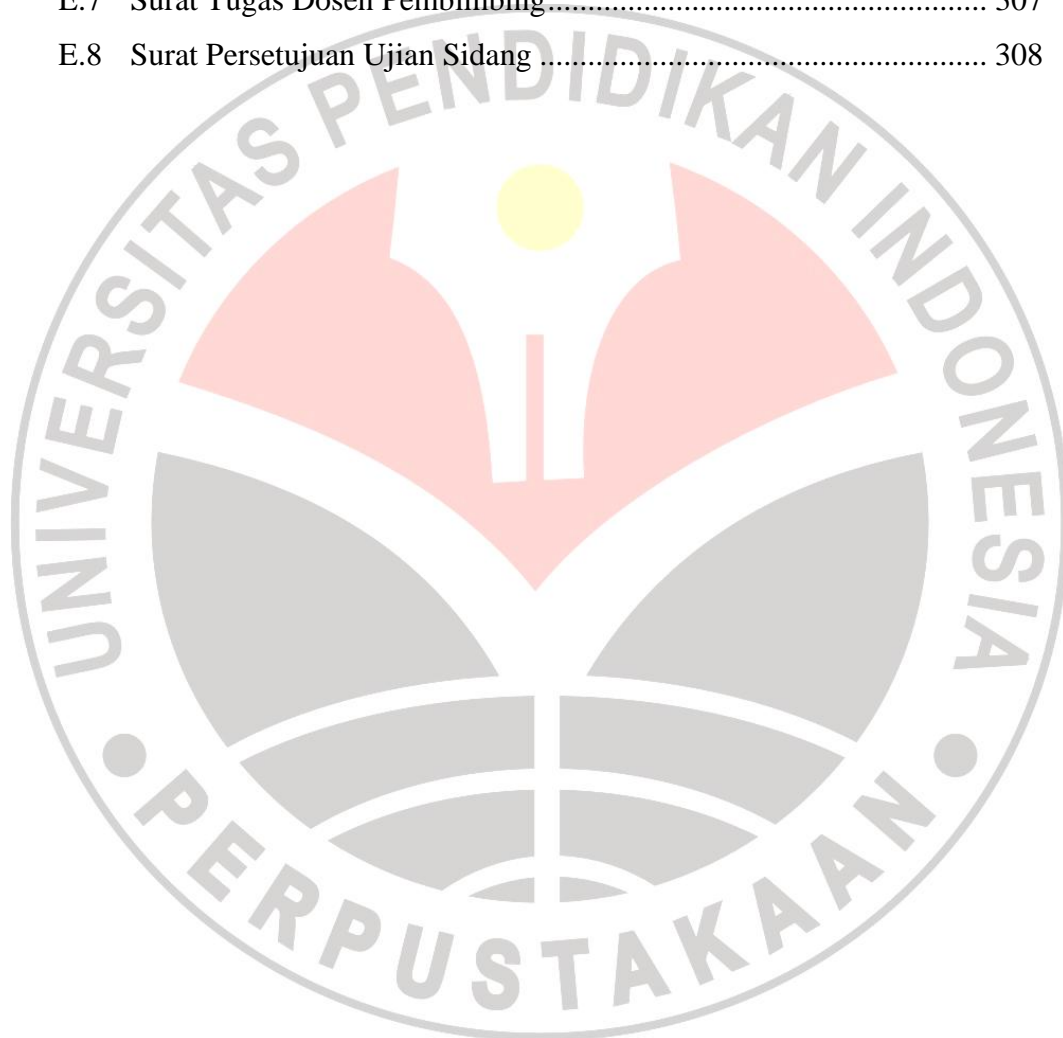 E.7 Surat Tugas Dosen Pembimbing........................................................ 307
E.8 Surat Persetujuan Ujian Sidang ......................................................... 308
UNIVERSITAS PENDIDIKAN INDONESIA
PERPUSTAKAAN